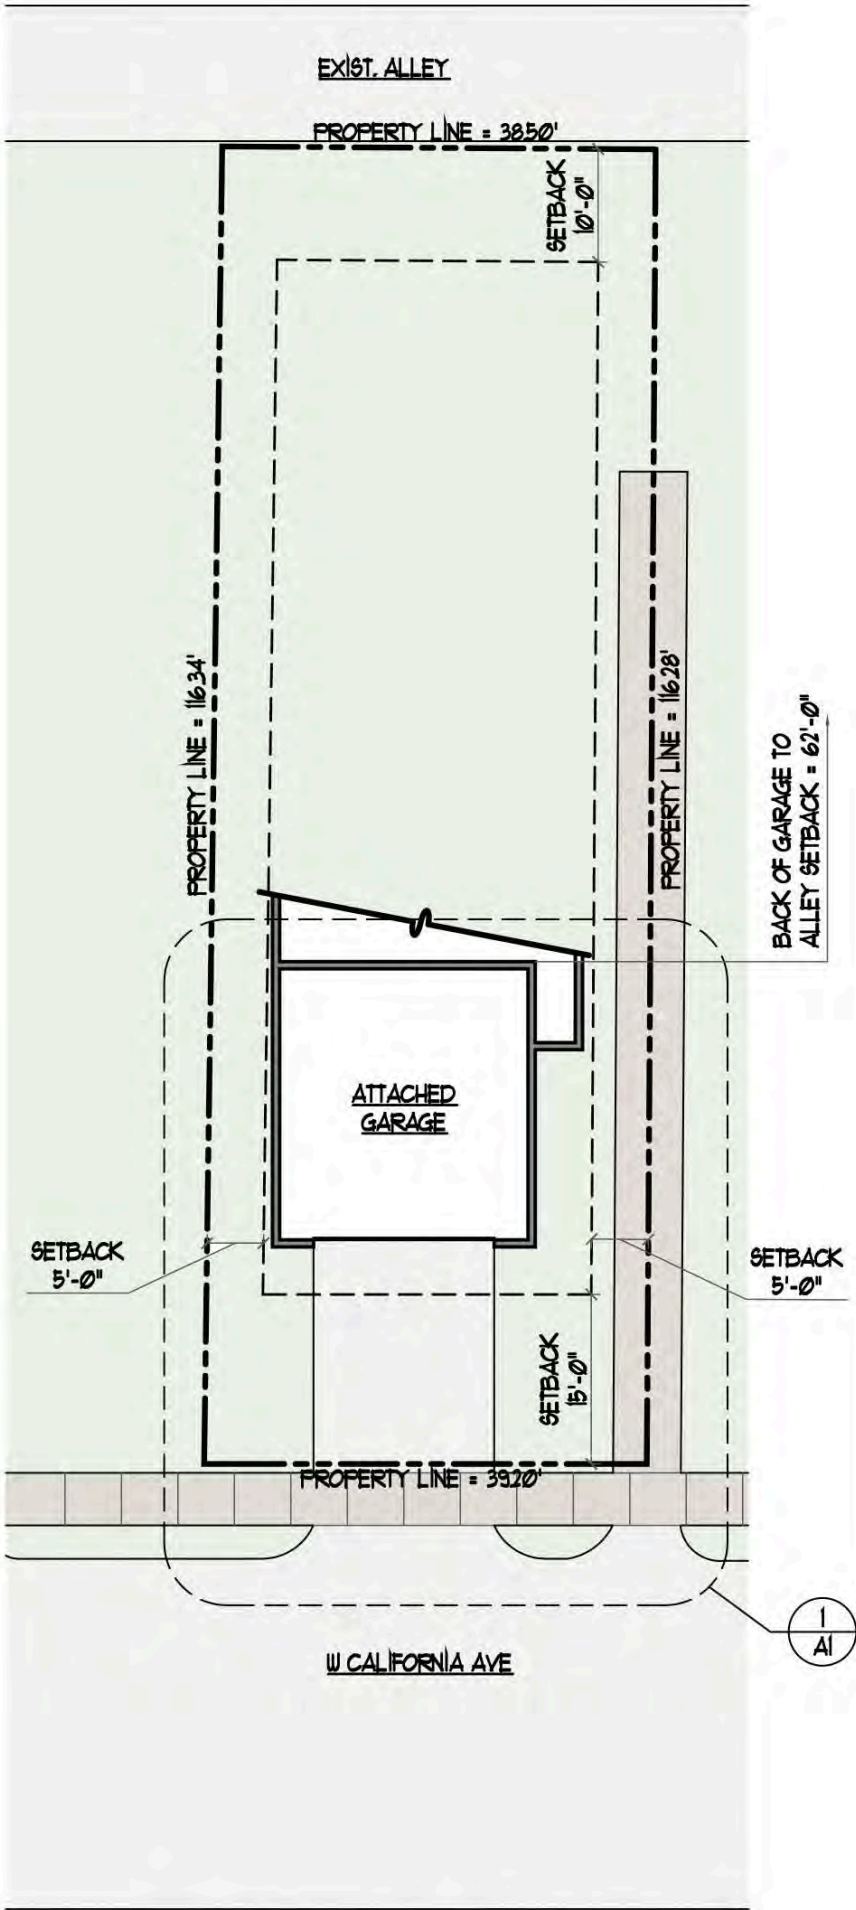 EXIST. ALLEY
PROPERTY LINE = 38.50'
SETBACK
10'-0"
PROPERTY LINE = 116.34'
PROPERTY LINE = 116.28'
BACK OF GARAGE TO
ALLEY SETBACK = 62'-0"
ATTACHED
GARAGE
SETBACK
5'-0"
SETBACK
5'-0"
SETBACK
15'-0"
PROPERTY LINE = 39.20'
1
A1
W CALIFORNIA AVE